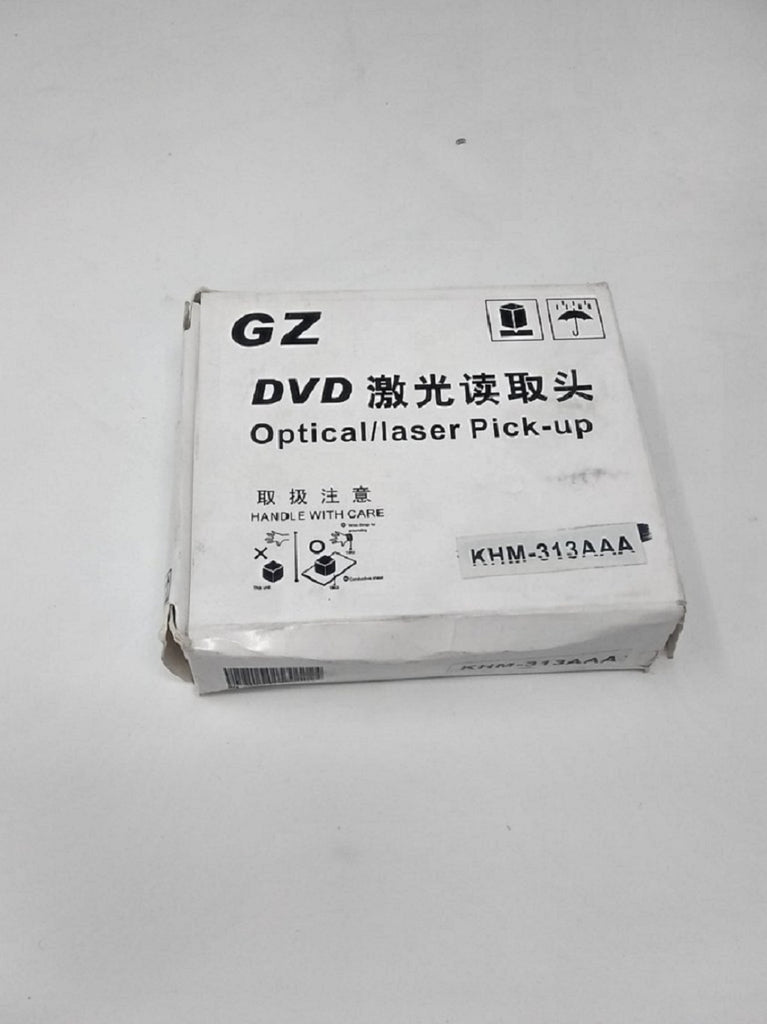 GZ
DVD 激光读取头
Optical/laser Pick-up
取扱注意
HANDLE WITH CARE
KHM-313AAA
KHM-313AAA